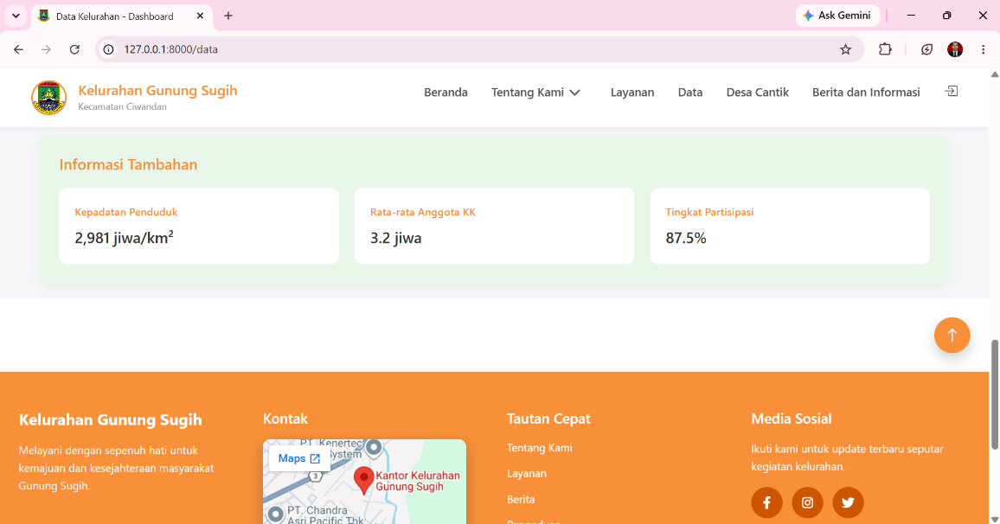 Data Kelurahan - Dashboard
Ask Gemini
127.0.0.1:8000/data
Kelurahan Gunung Sugih
Kecamatan Ciwandan
Beranda
Tentang Kami
Layanan
Data
Desa Cantik
Berita dan Informasi
Informasi Tambahan
Kepadatan Penduduk
2,981 jiwa/km²
Rata-rata Anggota KK
3.2 jiwa
Tingkat Partisipasi
87.5%
Kelurahan Gunung Sugih
Melayani dengan sepenuh hati untuk
kemajuan dan kesejahteraan masyarakat
Gunung Sugih.
Kontak
PT. Kenertec
System
Maps
3
Kantor Kelurahan
Gunung Sugih
PT. Chandra
Asri Pacific Tbk
Tautan Cepat
Tentang Kami
Layanan
Berita
Pengaduan
Media Sosial
Ikuti kami untuk update terbaru seputar
kegiatan kelurahan.